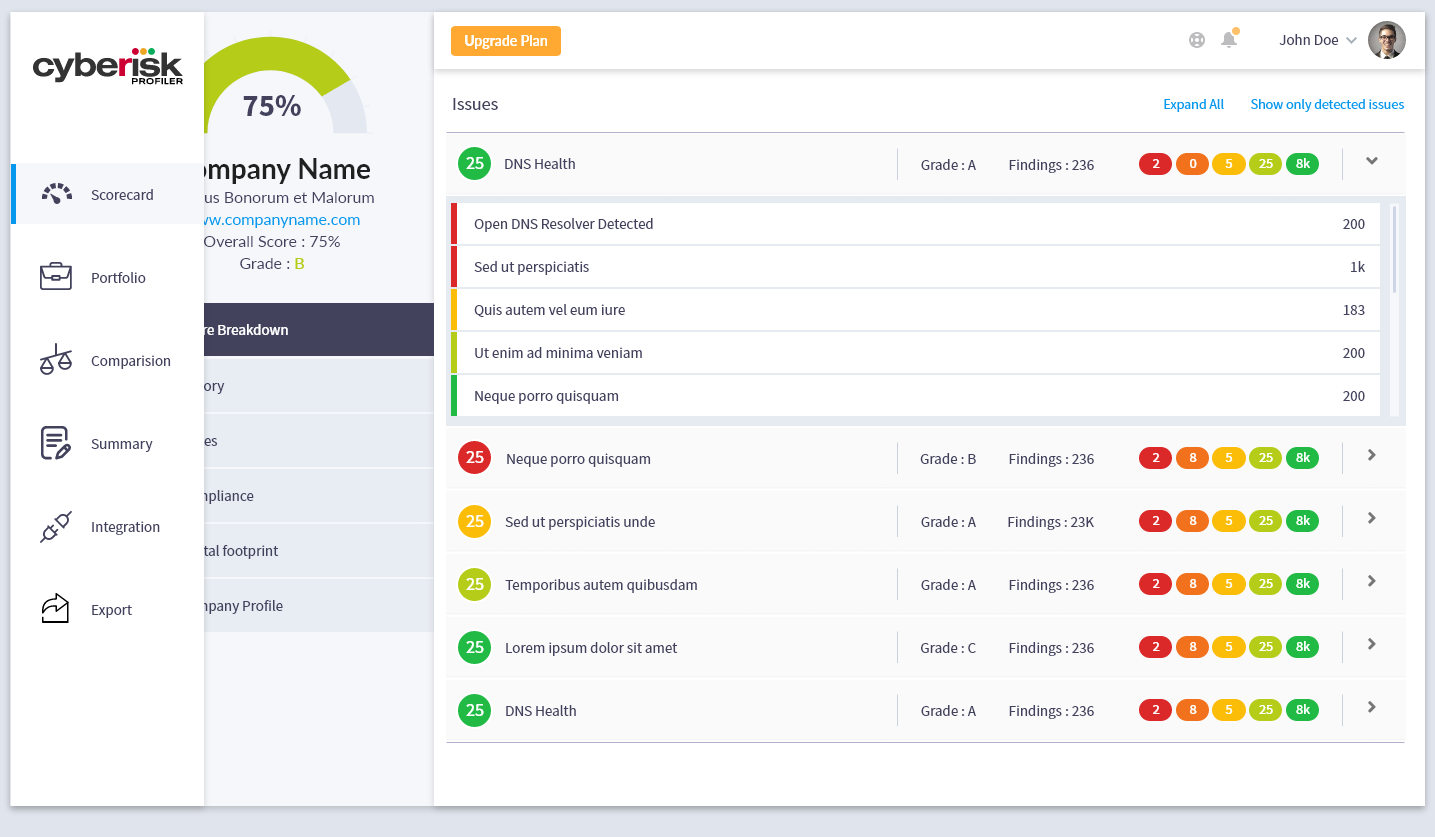 cyberisk
PROFILER
Scorecard
Portfolio
Comparision
Summary
Integration
Export
75%
ompany Name
us Bonorum et Malorum
ww.companyname.com
Overall Score : 75%
Grade : B
re Breakdown
ory
es
npliance
tal footprint
mpany Profile
Upgrade Plan
John Doe
Issues
Expand All
Show only detected issues
25 DNS Health Grade : A Findings : 236 2 0 5 25 8k
Open DNS Resolver Detected 200
Sed ut perspiciatis 1k
Quis autem vel eum iure 183
Ut enim ad minima veniam 200
Neque porro quisquam 200
25 Neque porro quisquam Grade : B Findings : 236 2 8 5 25 8k
25 Sed ut perspiciatis unde Grade : A Findings : 23K 2 8 5 25 8k
25 Temporibus autem quibusdam Grade : A Findings : 236 2 8 5 25 8k
25 Lorem ipsum dolor sit amet Grade : C Findings : 236 2 8 5 25 8k
25 DNS Health Grade : A Findings : 236 2 8 5 25 8k